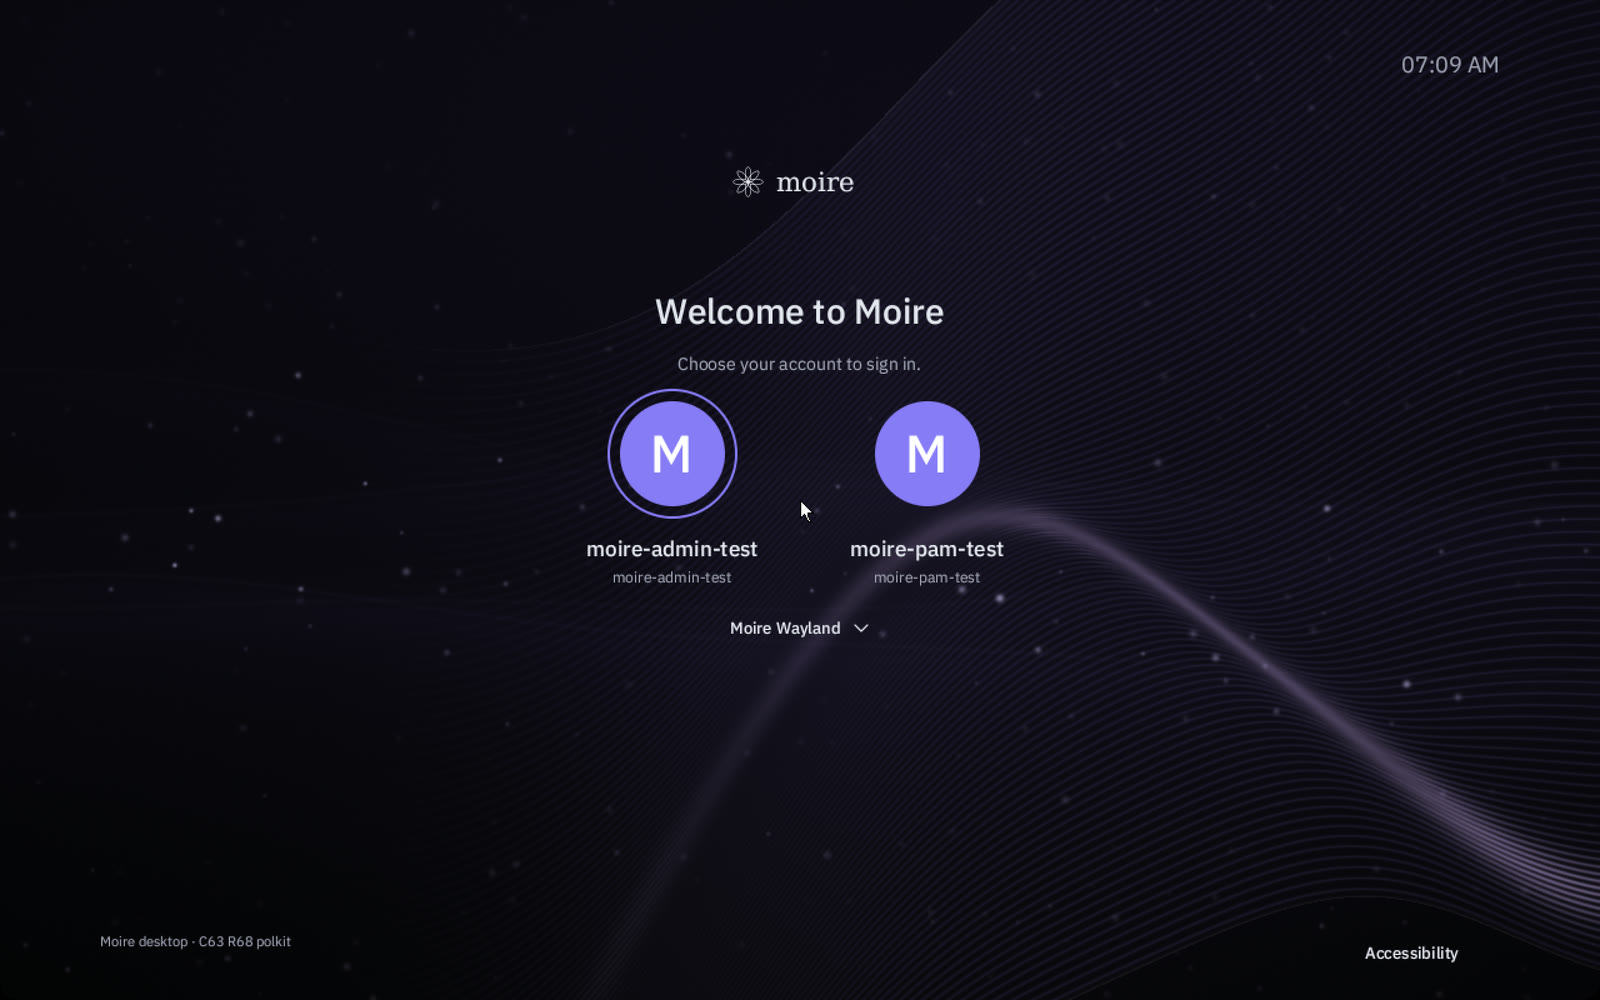 07:09 AM
moire
Welcome to Moire
Choose your account to sign in.
M
M
moire-admin-test
moire-pam-test
moire-admin-test
moire-pam-test
Moire Wayland
Moire desktop · C63 R68 polkit
Accessibility